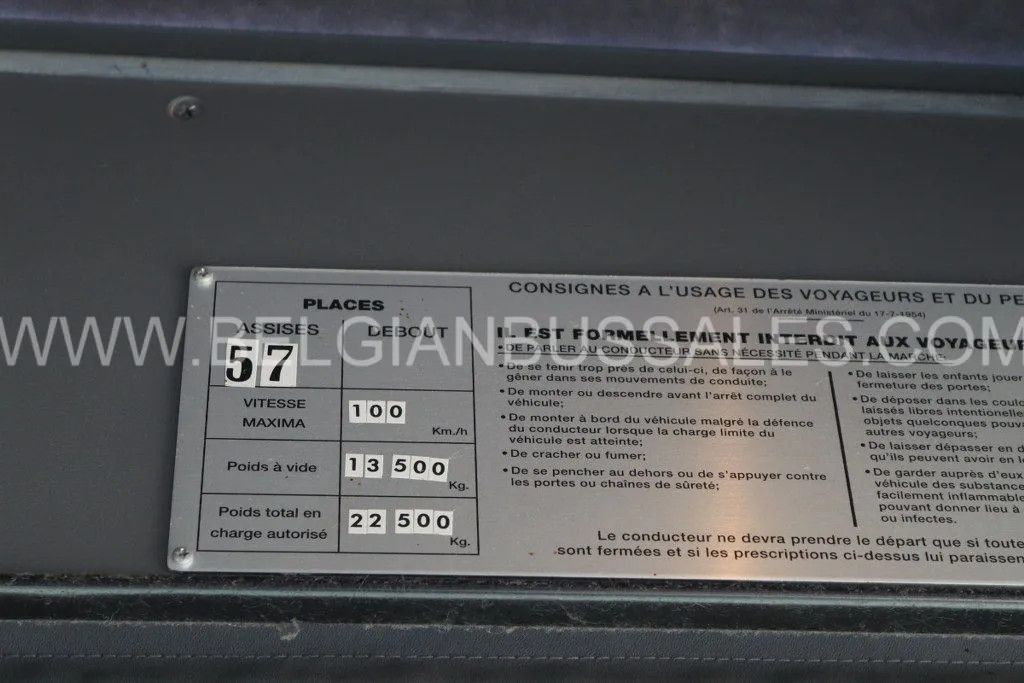 PLACES
ASSISES DEBOUT
57
VITESSE
MAXIMA
100
Km./h
Poids à vide
13 500
Kg.
Poids total en
charge autorisé
22 500
Kg.
CONSIGNES A L'USAGE DES VOYAGEURS ET DU PE
(Art. 31 de l'Arrêté Ministériel du 17-7-1954)
IL EST FORMELLEMENT INTERDIT AUX VOYAGEUR
• DE PARLER AU CONDUCTEUR SANS NÉCESSITÉ PENDANT LA MARCHE;
• De se tenir trop près de celui-ci, de façon à le
gêner dans ses mouvements de conduite;
• De monter ou descendre avant l'arrêt complet du
véhicule;
• De monter à bord du véhicule malgré la défence
du conducteur lorsque la charge limite du
véhicule est atteinte;
• De cracher ou fumer;
• De se pencher au dehors ou de s'appuyer contre
les portes ou chaînes de sûreté;
• De laisser les enfants jouer
fermeture des portes;
• De déposer dans les coulo
laissés libres intentionelle
objets quelconques pouv
autres voyageurs;
• De laisser dépasser en d
qu'ils peuvent avoir en l
• De garder auprès d'eux
véhicule des substance
facilement inflammable
pouvant donner lieu à
ou infectes.
Le conducteur ne devra prendre le départ que si toute
sont fermées et si les prescriptions ci-dessus lui paraissen
WWW.BELGIANBUSSALES.COM